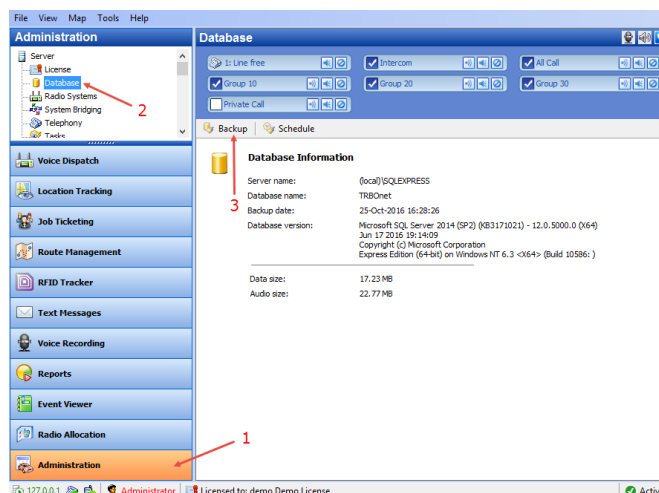 File View Map Tools Help
Administration
Server
License
Database
Radio Systems
System Bridging
Telephony
Tasks
2
Voice Dispatch
Location Tracking
Job Ticketing
Route Management
RFID Tracker
Text Messages
Voice Recording
Reports
Event Viewer
Radio Allocation
Administration
1
Database
1: Line free Intercom All Call
Group 10 Group 20 Group 30
Private Call
Backup Schedule
3
Database Information
Server name: (local)\SQLEXPRESS
Database name: TRBOnet
Backup date: 25-Oct-2016 16:28:26
Database version: Microsoft SQL Server 2014 (SP2) (KB3171021) - 12.0.5000.0 (X64)
Jun 17 2016 19:14:09
Copyright (c) Microsoft Corporation
Express Edition (64-bit) on Windows NT 6.3 <X64> (Build 10586: )
Data size: 17.23 MB
Audio size: 22.77 MB
127.0.0.1 Administrator Licensed to: demo Demo License Activ